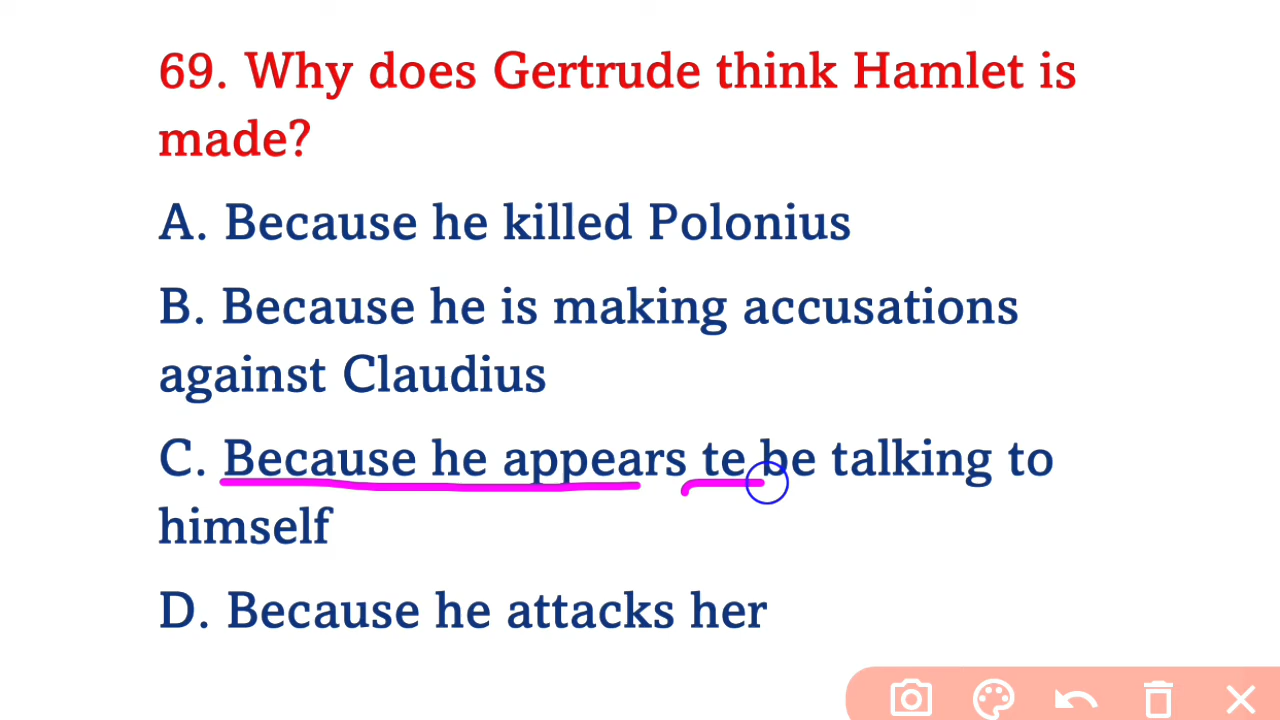 69. Why does Gertrude think Hamlet is
made?
A. Because he killed Polonius
B. Because he is making accusations
against Claudius
C. Because he appears te be talking to
himself
D. Because he attacks her